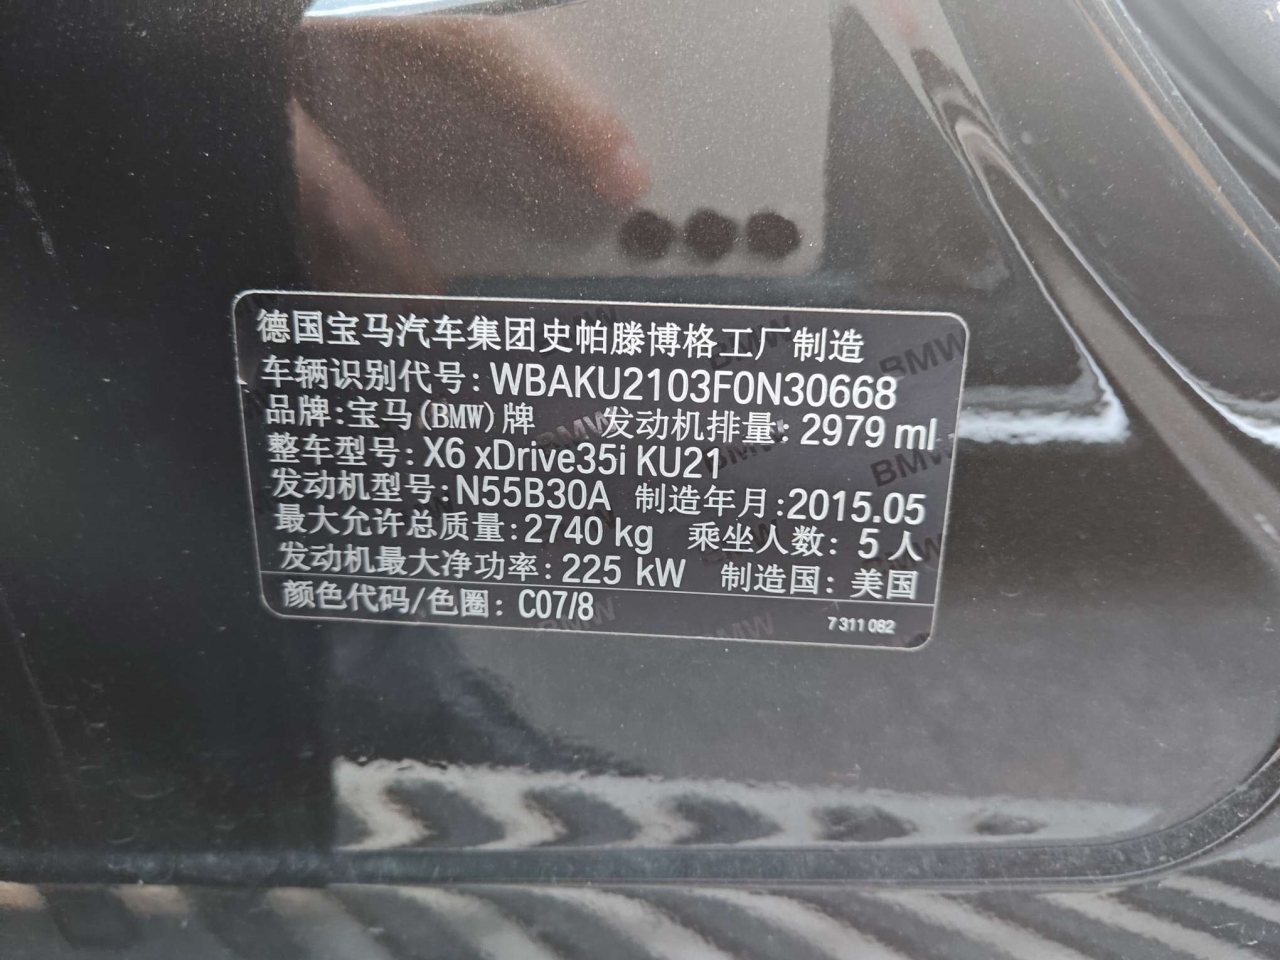 德国宝马汽车集团史帕滕博格工厂制造
车辆识别代号:WBAKU2103F0N30668
品牌:宝马(BMW)牌 发动机排量: 2979 ml
整车型号: X6 xDrive35i KU21
发动机型号:N55B30A 制造年月:2015.05
最大允许总质量: 2740 kg 乘坐人数: 5 人
发动机最大净功率: 225 kW 制造国: 美国
颜色代码/色圈: C07/8
7 311 082